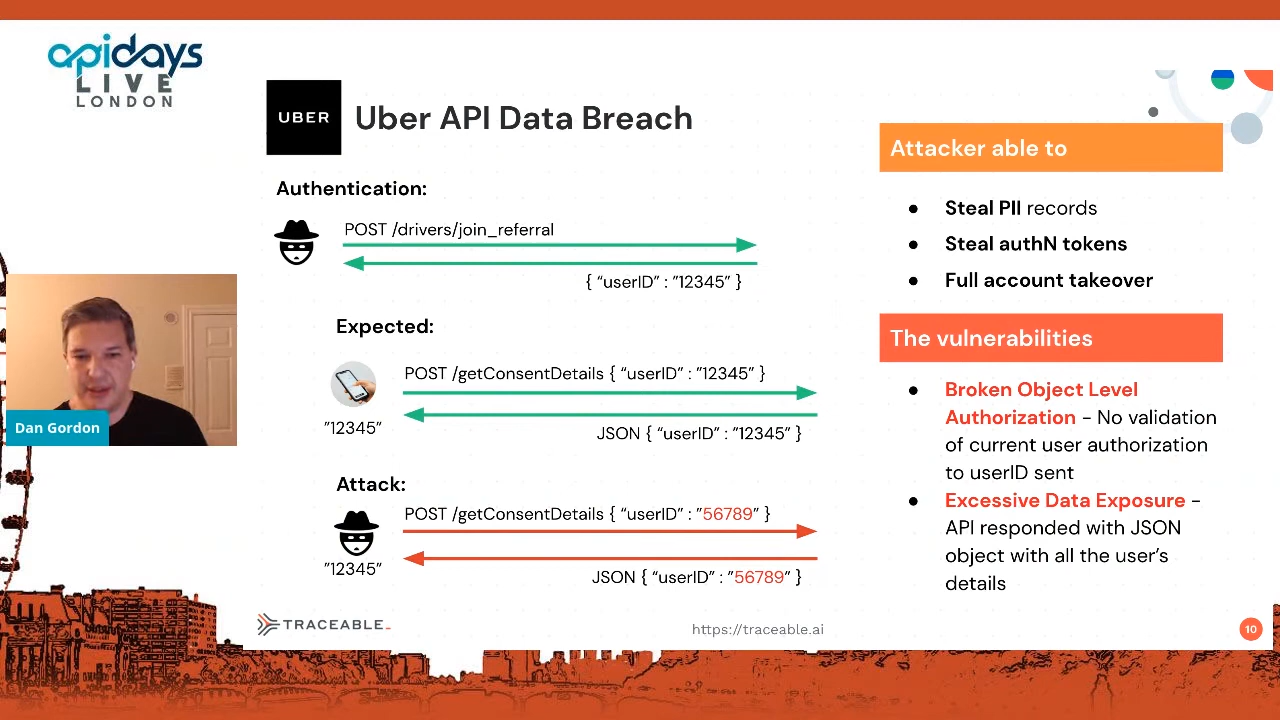 apidays
LIVE
LONDON
UBER
Uber API Data Breach
Authentication:
POST /drivers/join_referral
{ “userID” : ”12345” }
Expected:
POST /getConsentDetails { “userID” : ”12345” }
”12345”
JSON { “userID” : ”12345” }
Attack:
POST /getConsentDetails { “userID” : ”56789” }
”12345”
JSON { “userID” : ”56789” }
Attacker able to
● Steal PII records
● Steal authN tokens
● Full account takeover
The vulnerabilities
● Broken Object Level
Authorization - No validation
of current user authorization
to userID sent
● Excessive Data Exposure -
API responded with JSON
object with all the user’s
details
Dan Gordon
TRACEABLE_
https://traceable.ai
10